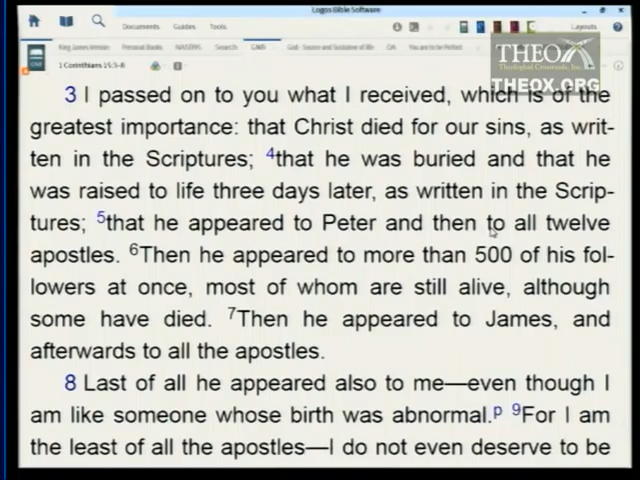 Logos Bible Software
Documents Guides Tools
Layouts
King James Version Personal Books Search
1 Corinthians 15:3-8
THEOX
THEOX.ORG
3 I passed on to you what I received, which is of the
greatest importance: that Christ died for our sins, as writ-
ten in the Scriptures; 4that he was buried and that he
was raised to life three days later, as written in the Scrip-
tures; 5that he appeared to Peter and then to all twelve
apostles. 6Then he appeared to more than 500 of his fol-
lowers at once, most of whom are still alive, although
some have died. 7Then he appeared to James, and
afterwards to all the apostles.
8 Last of all he appeared also to me—even though I
am like someone whose birth was abnormal.p 9For I am
the least of all the apostles—I do not even deserve to be